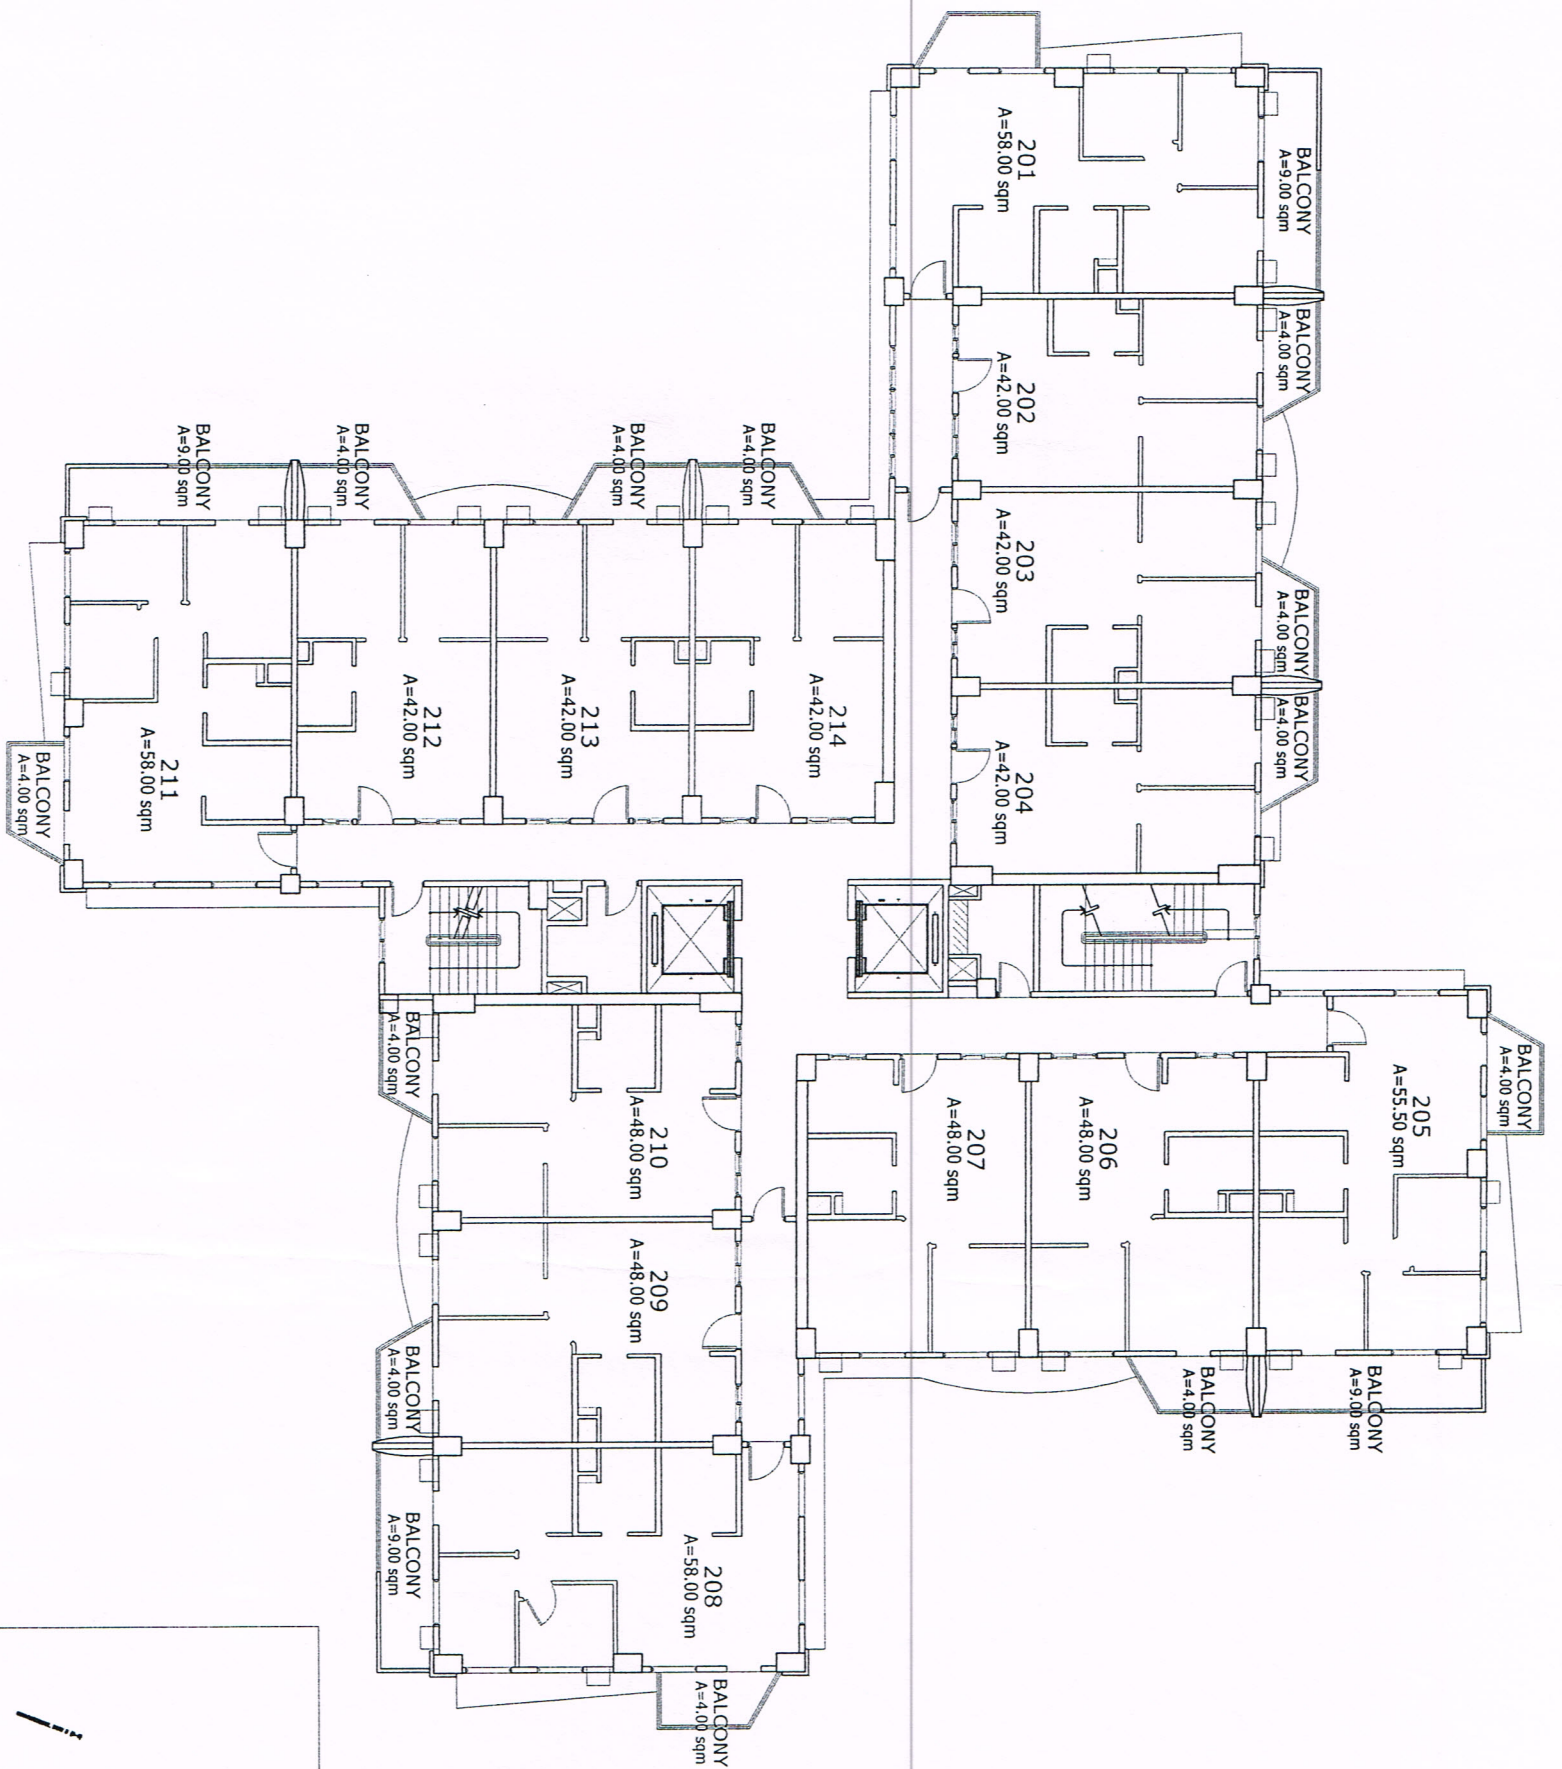 201
A=58.00 sqm
BALCONY
A=9.00 sqm
202
A=42.00 sqm
BALCONY
A=4.00 sqm
203
A=42.00 sqm
BALCONY
A=4.00 sqm
204
A=42.00 sqm
BALCONY
A=4.00 sqm
205
A=55.50 sqm
BALCONY
A=4.00 sqm
BALCONY
A=9.00 sqm
206
A=48.00 sqm
BALCONY
A=4.00 sqm
207
A=48.00 sqm
208
A=58.00 sqm
BALCONY
A=9.00 sqm
BALCONY
A=4.00 sqm
209
A=48.00 sqm
BALCONY
A=4.00 sqm
210
A=48.00 sqm
BALCONY
A=4.00 sqm
211
A=58.00 sqm
BALCONY
A=9.00 sqm
BALCONY
A=4.00 sqm
212
A=42.00 sqm
BALCONY
A=4.00 sqm
213
A=42.00 sqm
BALCONY
A=4.00 sqm
214
A=42.00 sqm
BALCONY
A=4.00 sqm